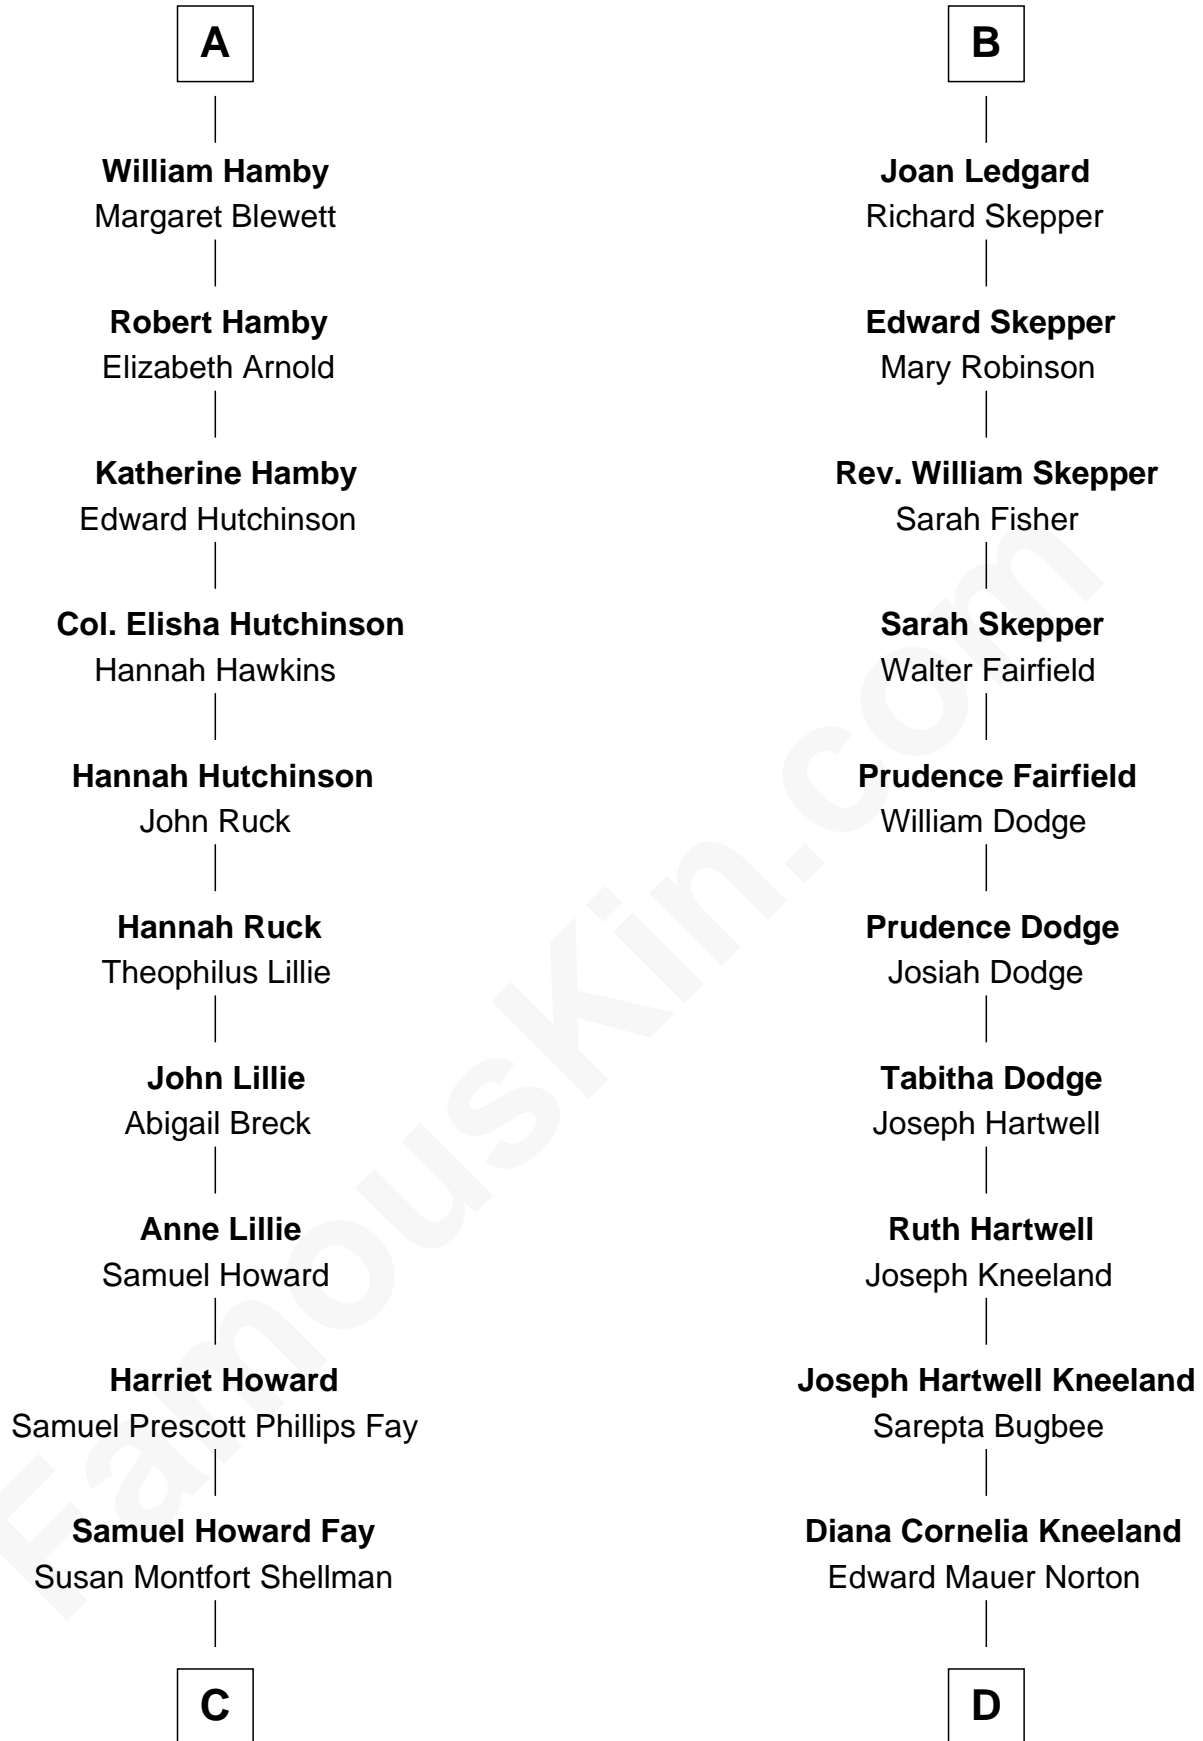 A
William Hamby
Margaret Blewett
Robert Hamby
Elizabeth Arnold
Katherine Hamby
Edward Hutchinson
Col. Elisha Hutchinson
Hannah Hawkins
Hannah Hutchinson
John Ruck
Hannah Ruck
Theophilus Lillie
John Lillie
Abigail Breck
Anne Lillie
Samuel Howard
Harriet Howard
Samuel Prescott Phillips Fay
Samuel Howard Fay
Susan Montfort Shellman
C
B
Joan Ledgard
Richard Skepper
Edward Skepper
Mary Robinson
Rev. William Skepper
Sarah Fisher
Sarah Skepper
Walter Fairfield
Prudence Fairfield
William Dodge
Prudence Dodge
Josiah Dodge
Tabitha Dodge
Joseph Hartwell
Ruth Hartwell
Joseph Kneeland
Joseph Hartwell Kneeland
Sarepta Bugbee
Diana Cornelia Kneeland
Edward Mauer Norton
D
FamousKin.com